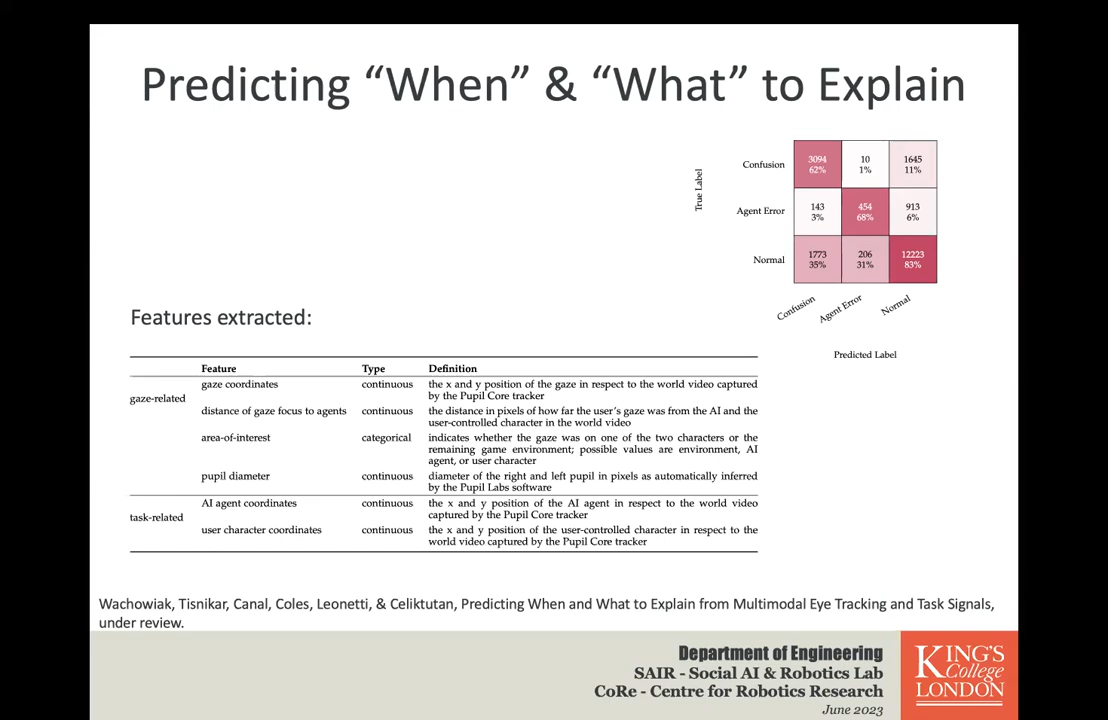 Predicting “When” & “What” to Explain
True Label
Confusion
3094
62%
10
1%
1645
11%
Agent Error
143
3%
454
68%
913
6%
Normal
1773
35%
206
31%
12223
83%
Confusion
Agent Error
Normal
Predicted Label
Features extracted:
Feature Type Definition
gaze-related
gaze coordinates continuous the x and y position of the gaze in respect to the world video captured
by the Pupil Core tracker
distance of gaze focus to agents continuous the distance in pixels of how far the user’s gaze was from the AI and the
user-controlled character in the world video
area-of-interest categorical indicates whether the gaze was on one of the two characters or the
remaining game environment; possible values are environment, AI
agent, or user character
pupil diameter continuous diameter of the right and left pupil in pixels as automatically inferred
by the Pupil Labs software
task-related
AI agent coordinates continuous the x and y position of the AI agent in respect to the world video
captured by the Pupil Core tracker
user character coordinates continuous the x and y position of the user-controlled character in respect to the
world video captured by the Pupil Core tracker
Wachowiak, Tisnikar, Canal, Coles, Leonetti, & Celiktutan, Predicting When and What to Explain from Multimodal Eye Tracking and Task Signals,
under review.
Department of Engineering
SAIR - Social AI & Robotics Lab
CoRe - Centre for Robotics Research
June 2023
KING’S
College
LONDON